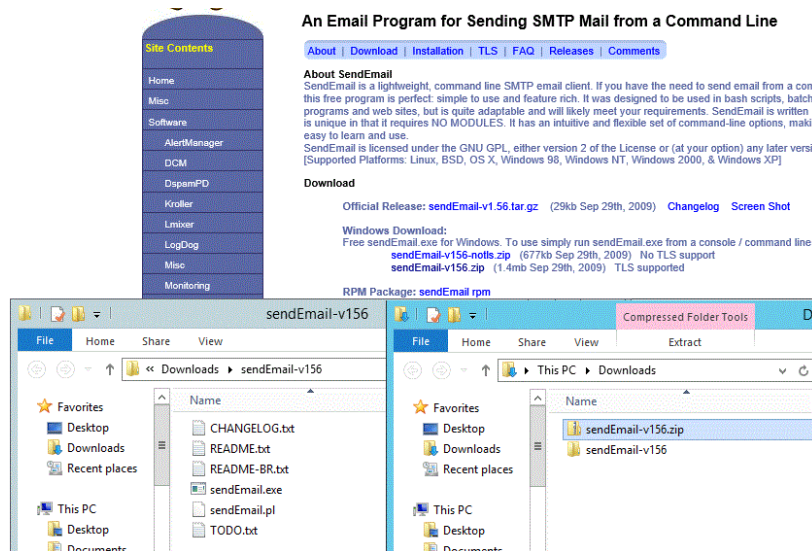 An Email Program for Sending SMTP Mail from a Command Line
Site Contents
Home
Misc
Software
AlertManager
DCM
DspamPD
Kroller
Lmixer
LogDog
Misc
Monitoring
About | Download | Installation | TLS | FAQ | Releases | Comments
About SendEmail
SendEmail is a lightweight, command line SMTP email client. If you have the need to send email from a
this free program is perfect: simple to use and feature rich. It was designed to be used in bash scripts, batch
programs and web sites, but is quite adaptable and will likely meet your requirements. SendEmail is written
is unique in that it requires NO MODULES. It has an intuitive and flexible set of command-line options,
easy to learn and use.
SendEmail is licensed under the GNU GPL, either version 2 of the License or (at your option) any later
[Supported Platforms: Linux, BSD, OS X, Windows 98, Windows NT, Windows 2000, & Windows XP]
Download
Official Release: sendEmail-v1.56.tar.gz (29kb Sep 29th, 2009) Changelog Screen Shot
Windows Download:
Free sendEmail.exe for Windows. To use simply run sendEmail.exe from a console / command line
sendEmail-v156-notls.zip (677kb Sep 29th, 2009) No TLS support
sendEmail-v156.zip (1.4mb Sep 29th, 2009) TLS supported
RPM Package: sendEmail rpm
sendEmail-v156
File Home Share View
« Downloads sendEmail-v156
Favorites
Desktop
Downloads
Recent places
This PC
Desktop
Documents
Name
CHANGELOG.txt
README.txt
README-BR.txt
sendEmail.exe
sendEmail.pl
TODO.txt
Compressed Folder Tools D
File Home Share View Extract
This PC Downloads
Favorites
Desktop
Downloads
Recent places
This PC
Desktop
Documents
Name
sendEmail-v156.zip
sendEmail-v156